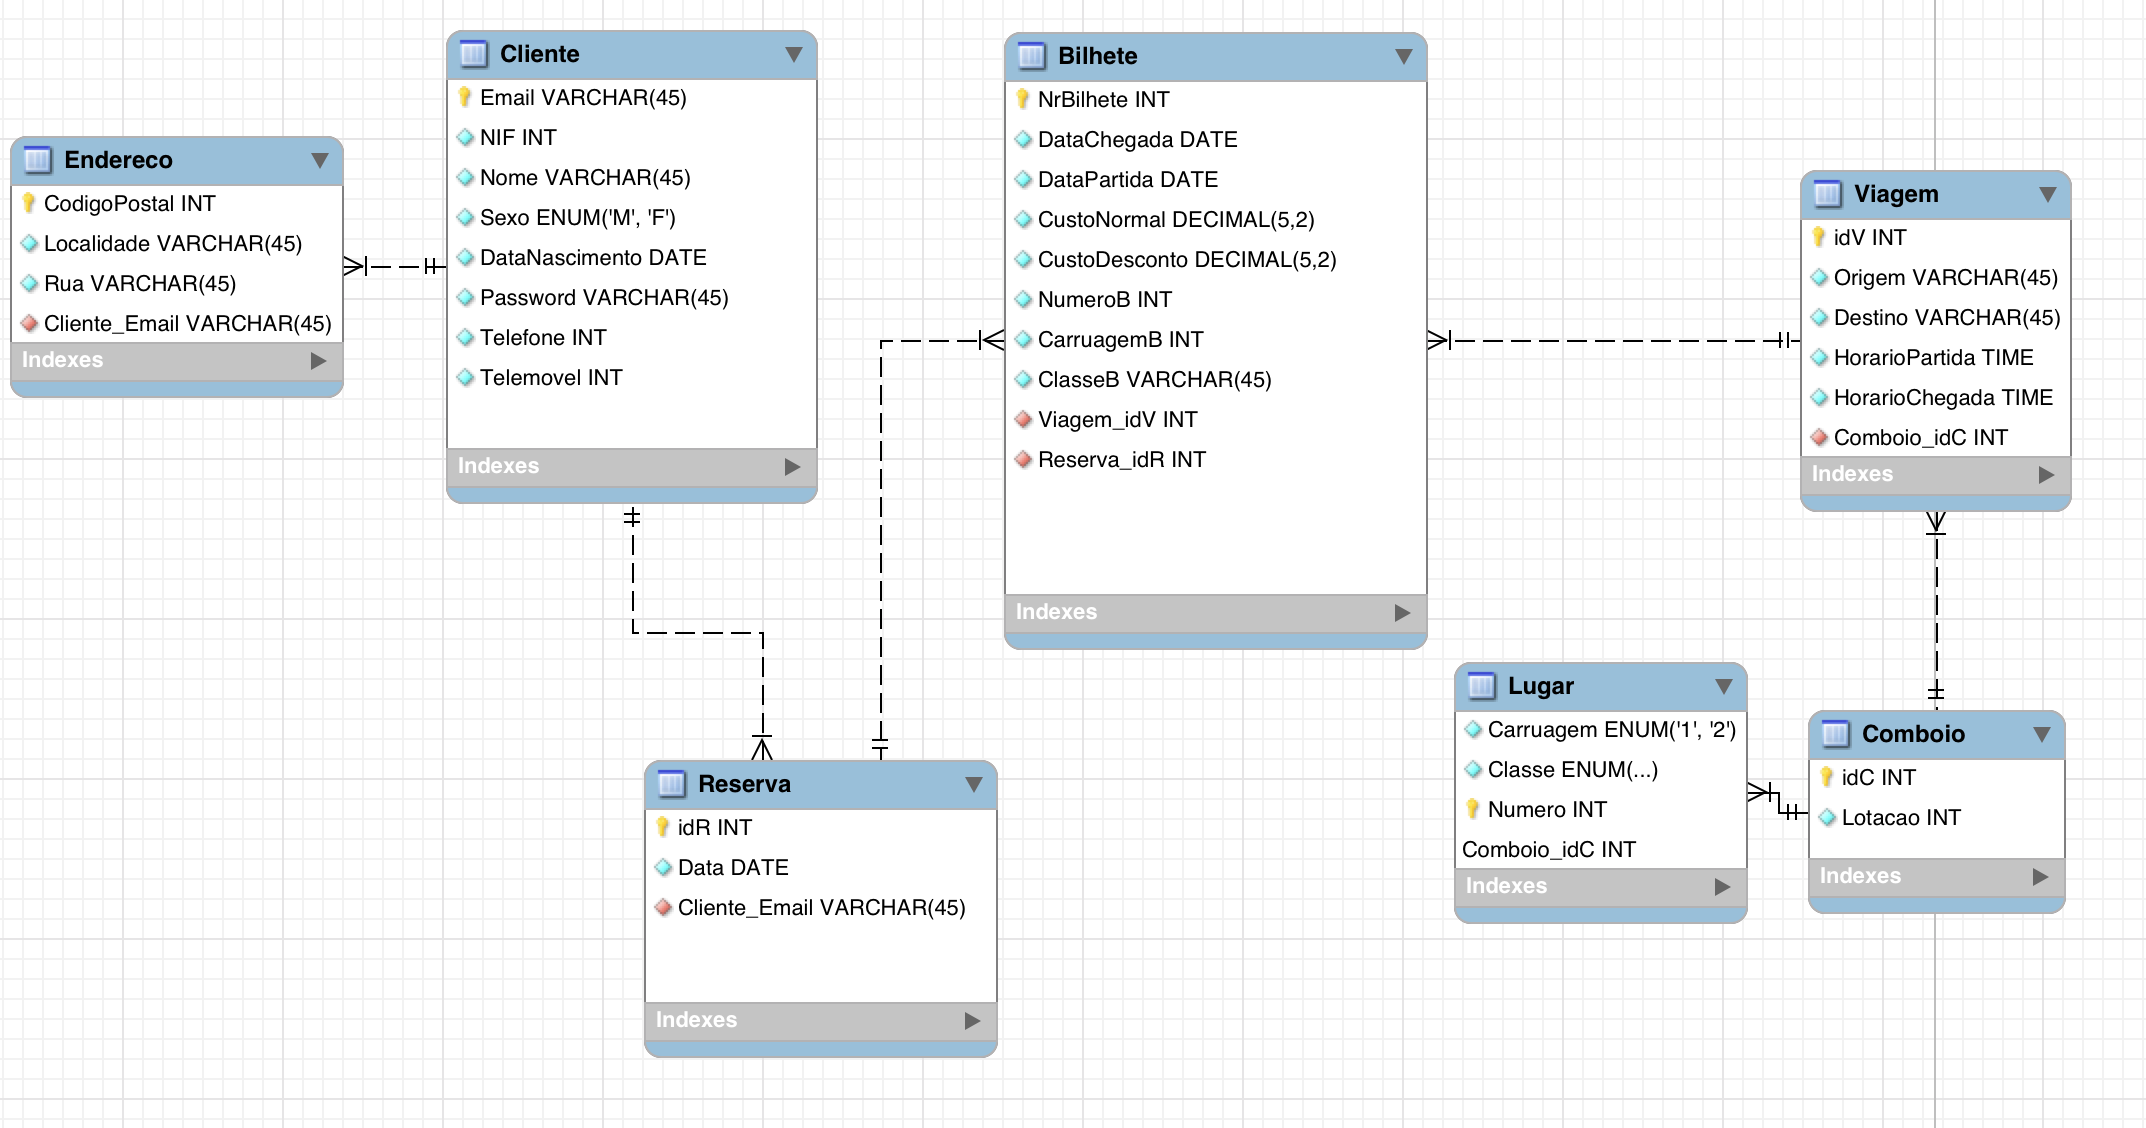 Endereco
CodigoPostal INT
Localidade VARCHAR(45)
Rua VARCHAR(45)
Cliente_Email VARCHAR(45)
Indexes
Cliente
Email VARCHAR(45)
NIF INT
Nome VARCHAR(45)
Sexo ENUM('M', 'F')
DataNascimento DATE
Password VARCHAR(45)
Telefone INT
Telemovel INT
Indexes
Bilhete
NrBilhete INT
DataChegada DATE
DataPartida DATE
CustoNormal DECIMAL(5,2)
CustoDesconto DECIMAL(5,2)
NumeroB INT
CarruagemB INT
ClasseB VARCHAR(45)
Viagem_idV INT
Reserva_idR INT
Indexes
Viagem
idV INT
Origem VARCHAR(45)
Destino VARCHAR(45)
HorarioPartida TIME
HorarioChegada TIME
Comboio_idC INT
Indexes
Reserva
idR INT
Data DATE
Cliente_Email VARCHAR(45)
Indexes
Lugar
Carruagem ENUM('1', '2')
Classe ENUM(...)
Numero INT
Comboio_idC INT
Indexes
Comboio
idC INT
Lotacao INT
Indexes